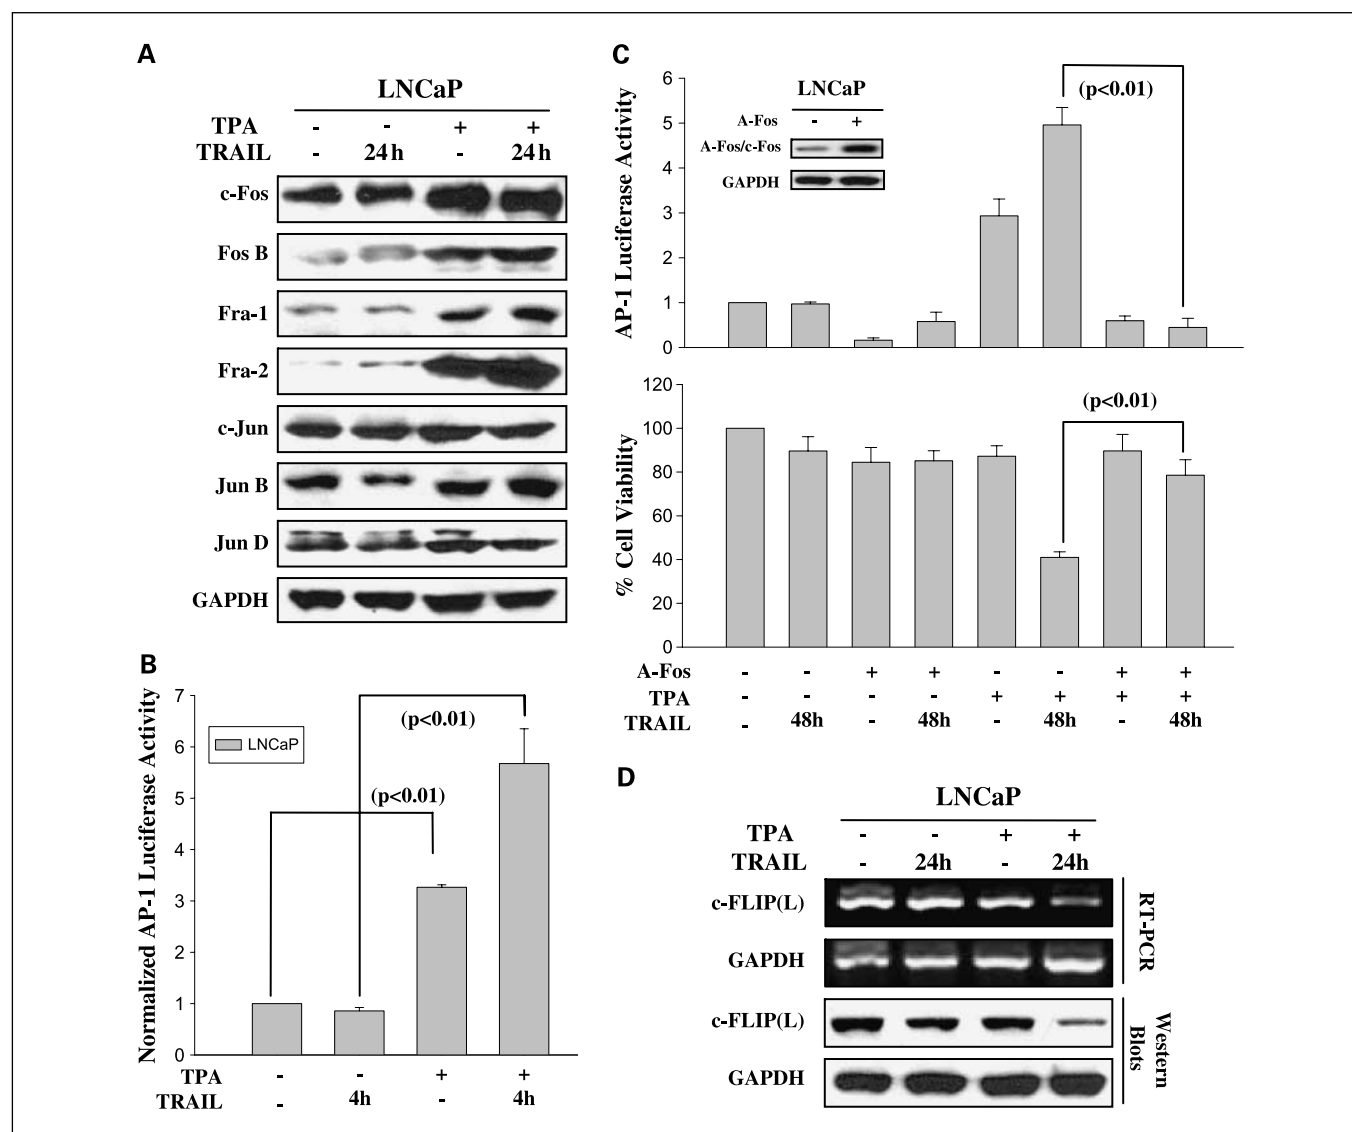 A
LNCaP
TPA - - + +
TRAIL - 24h - 24h
c-Fos
Fos B
Fra-1
Fra-2
c-Jun
Jun B
Jun D
GAPDH
B
Normalized AP-1 Luciferase Activity
7
6
5
4
3
2
1
0
LNCaP
(p<0.01)
(p<0.01)
TPA - - + +
TRAIL - 4h - 4h
C
AP-1 Luciferase Activity
6
5
4
3
2
1
0
LNCaP
A-Fos - +
A-Fos/c-Fos
GAPDH
(p<0.01)
% Cell Viability
120
100
80
60
40
20
0
(p<0.01)
A-Fos - - + + - - + +
TPA - - - - + + + +
TRAIL - 48h - 48h - 48h - 48h
D
LNCaP
TPA - - + +
TRAIL - 24h - 24h
c-FLIP(L)
GAPDH
RT-PCR
c-FLIP(L)
GAPDH
Western
Blots